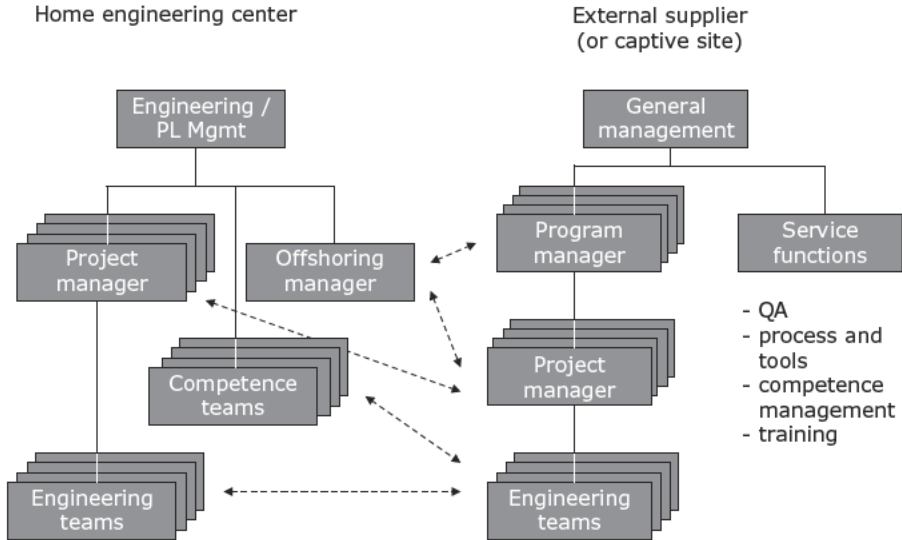 Home engineering center
External supplier
(or captive site)
Engineering /
PL Mgmt
General
management
Project
manager
Offshoring
manager
Program
manager
Service
functions
Competence
teams
Project
manager
- QA
- process and
tools
- competence
management
- training
Engineering
teams
Engineering
teams